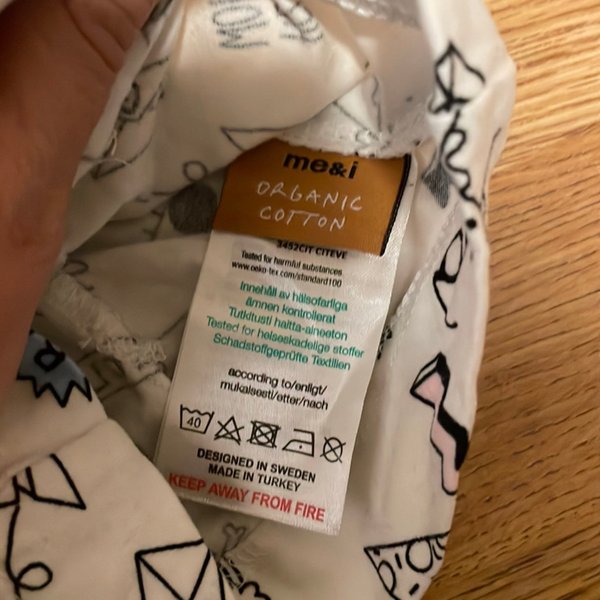 me&i
ORGANIC
COTTON
3452CIT CITEVE
Tested for harmful substances
www.oeko-tex.com/standard100
Innehåll av hälsofarliga
ämnen kontrollerat
Tutkitusti haitta-aineeton
Tested for helseskadelige stoffer
Schadstoffgeprüfte Textilien
according to/enligt/
mukaisesti/etter/nach
40
DESIGNED IN SWEDEN
MADE IN TURKEY
KEEP AWAY FROM FIRE